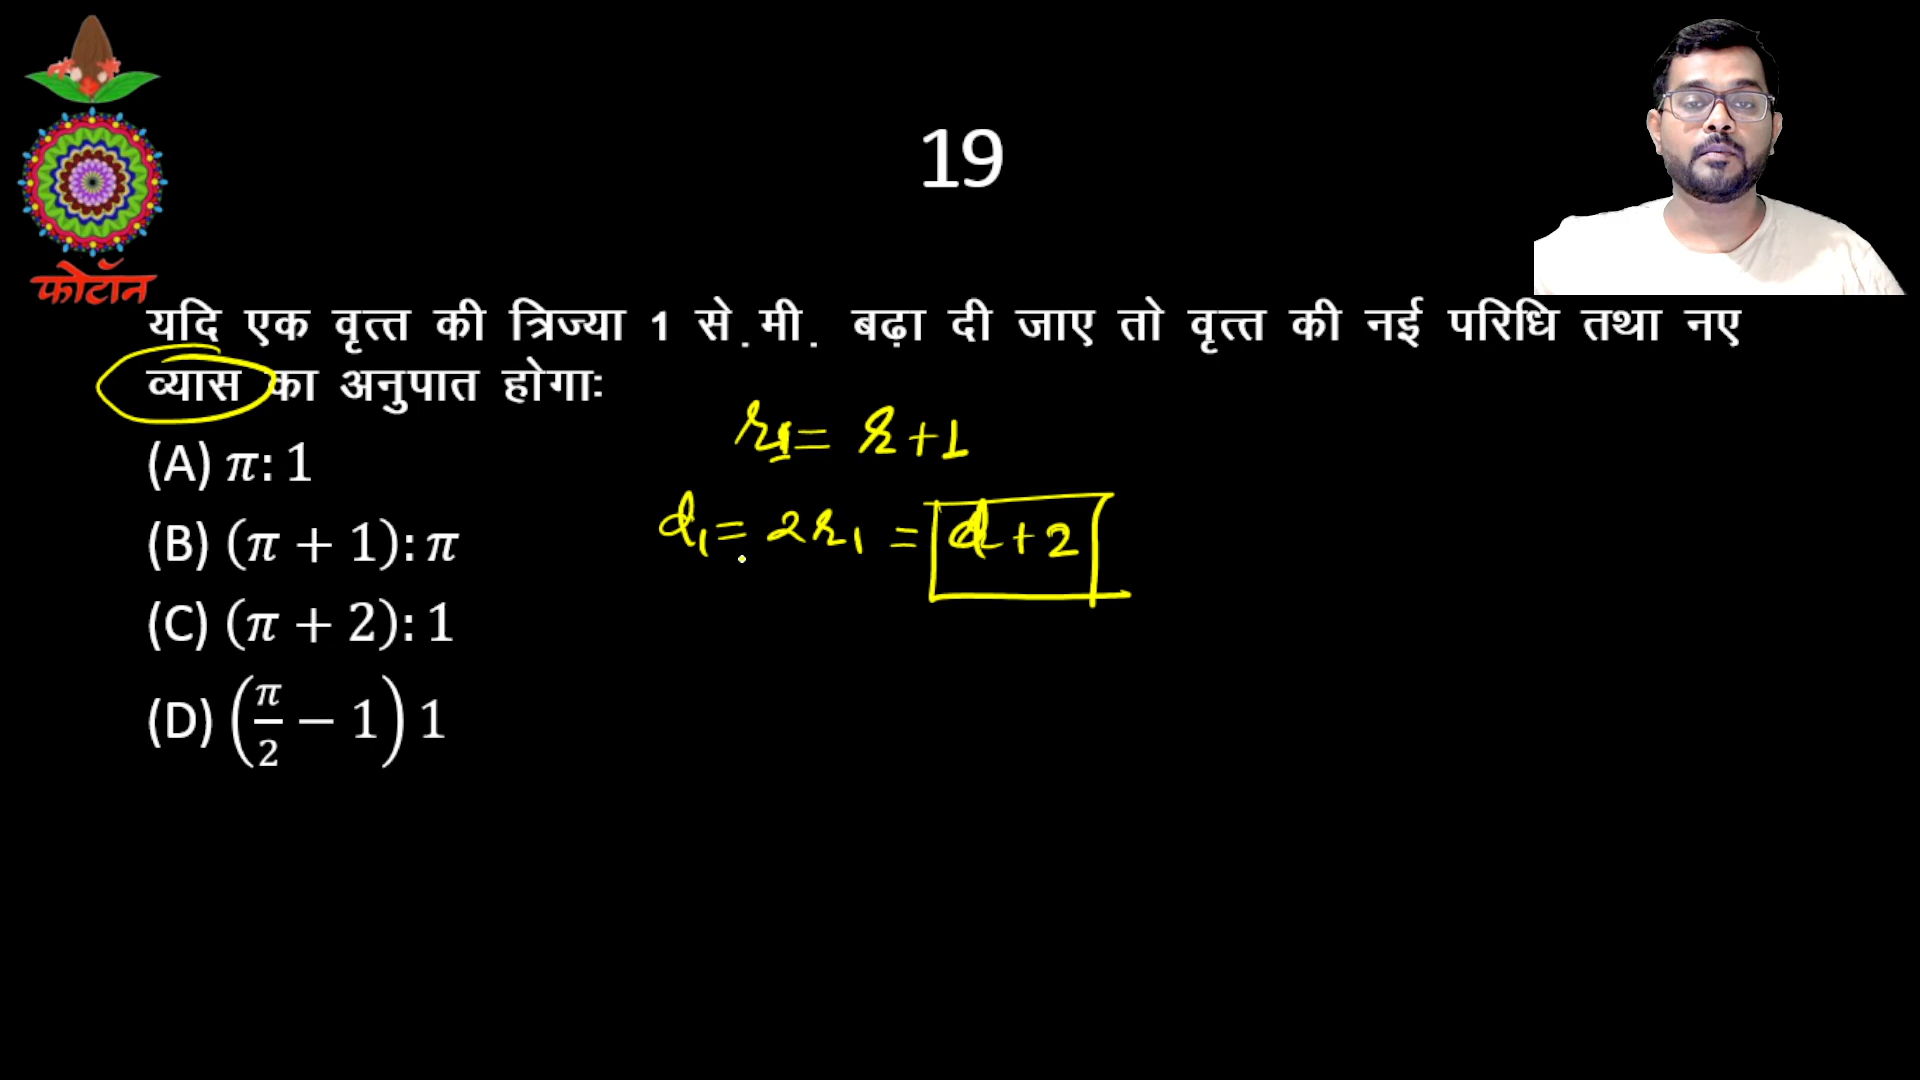 फोटॉन
19
यदि एक वृत्त की त्रिज्या 1 से.मी. बढ़ा दी जाए तो वृत्त की नई परिधि तथा नए
व्यास का अनुपात होगाः
(A) π: 1
(B) (π + 1): π
(C) (π + 2): 1
(D) (π/2 − 1) 1
r₁ = r + 1
d₁ = 2r₁ = d + 2